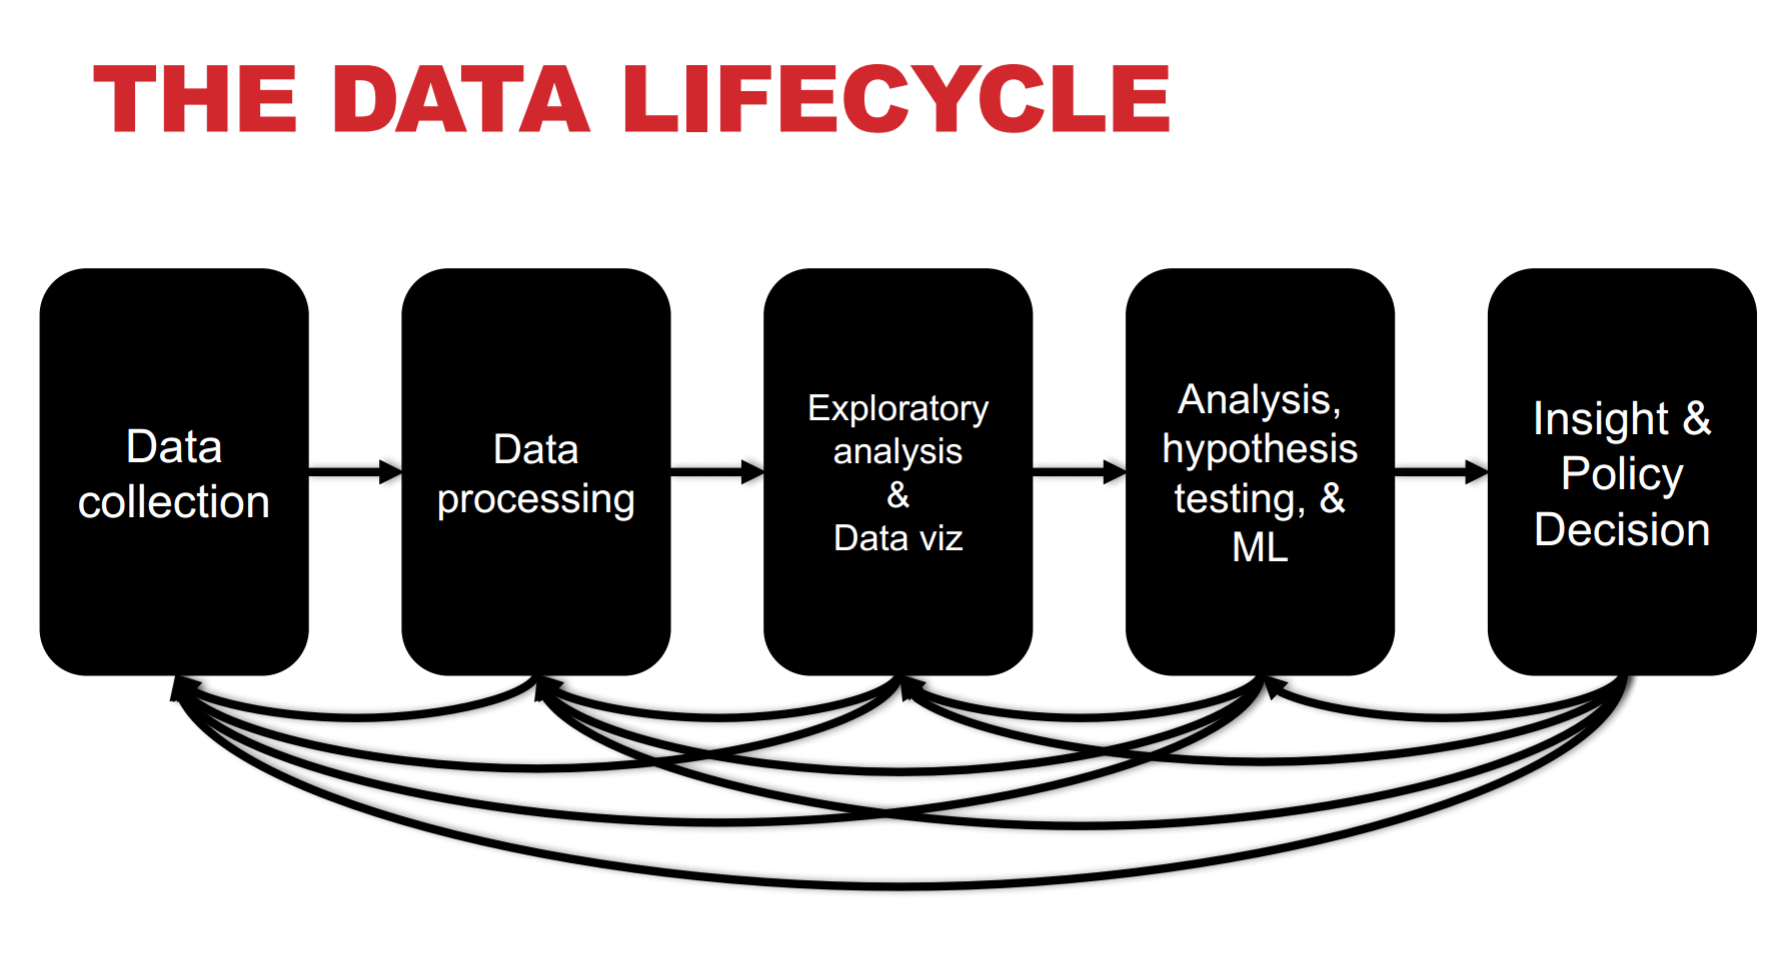 THE DATA LIFECYCLE
Data
collection
Data
processing
Exploratory
analysis
&
Data viz
Analysis,
hypothesis
testing, &
ML
Insight &
Policy
Decision